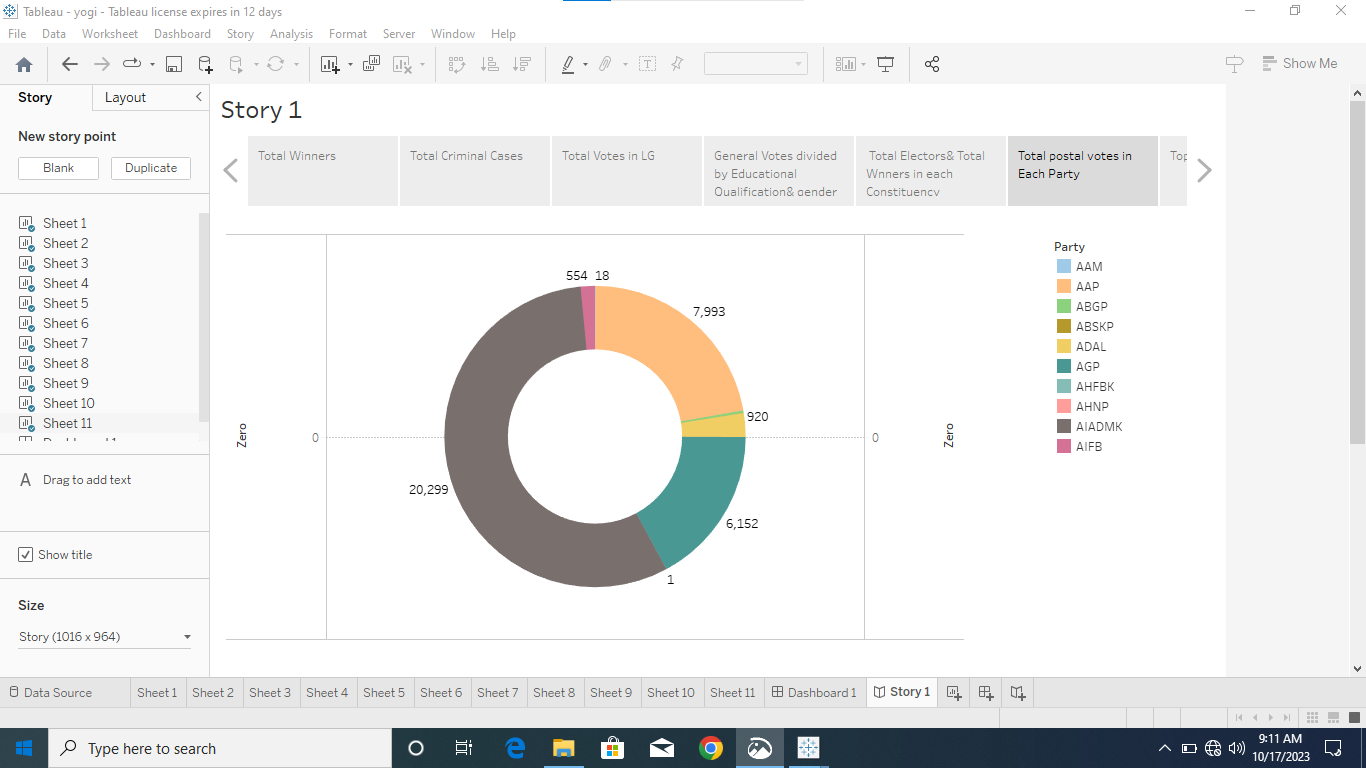 Tableau - yogi - Tableau license expires in 12 days
File Data Worksheet Dashboard Story Analysis Format Server Window Help
Show Me
Story Layout
New story point
Blank Duplicate
Sheet 1
Sheet 2
Sheet 3
Sheet 4
Sheet 5
Sheet 6
Sheet 7
Sheet 8
Sheet 9
Sheet 10
Sheet 11
A Drag to add text
Show title
Size
Story (1016 x 964)
Story 1
Total Winners
Total Criminal Cases
Total Votes in LG
General Votes divided
by Educational
Qualification& gender
Total Electors& Total
Wnners in each
Constituency
Total postal votes in
Each Party
Top
554 18
7,993
920
Zero 0
0 Zero
20,299
6,152
1
Party
AAM
AAP
ABGP
ABSKP
ADAL
AGP
AHFBK
AHNP
AIADMK
AIFB
Data Source Sheet 1 Sheet 2 Sheet 3 Sheet 4 Sheet 5 Sheet 6 Sheet 7 Sheet 8 Sheet 9 Sheet 10 Sheet 11 Dashboard 1 Story 1
Type here to search
9:11 AM
10/17/2023